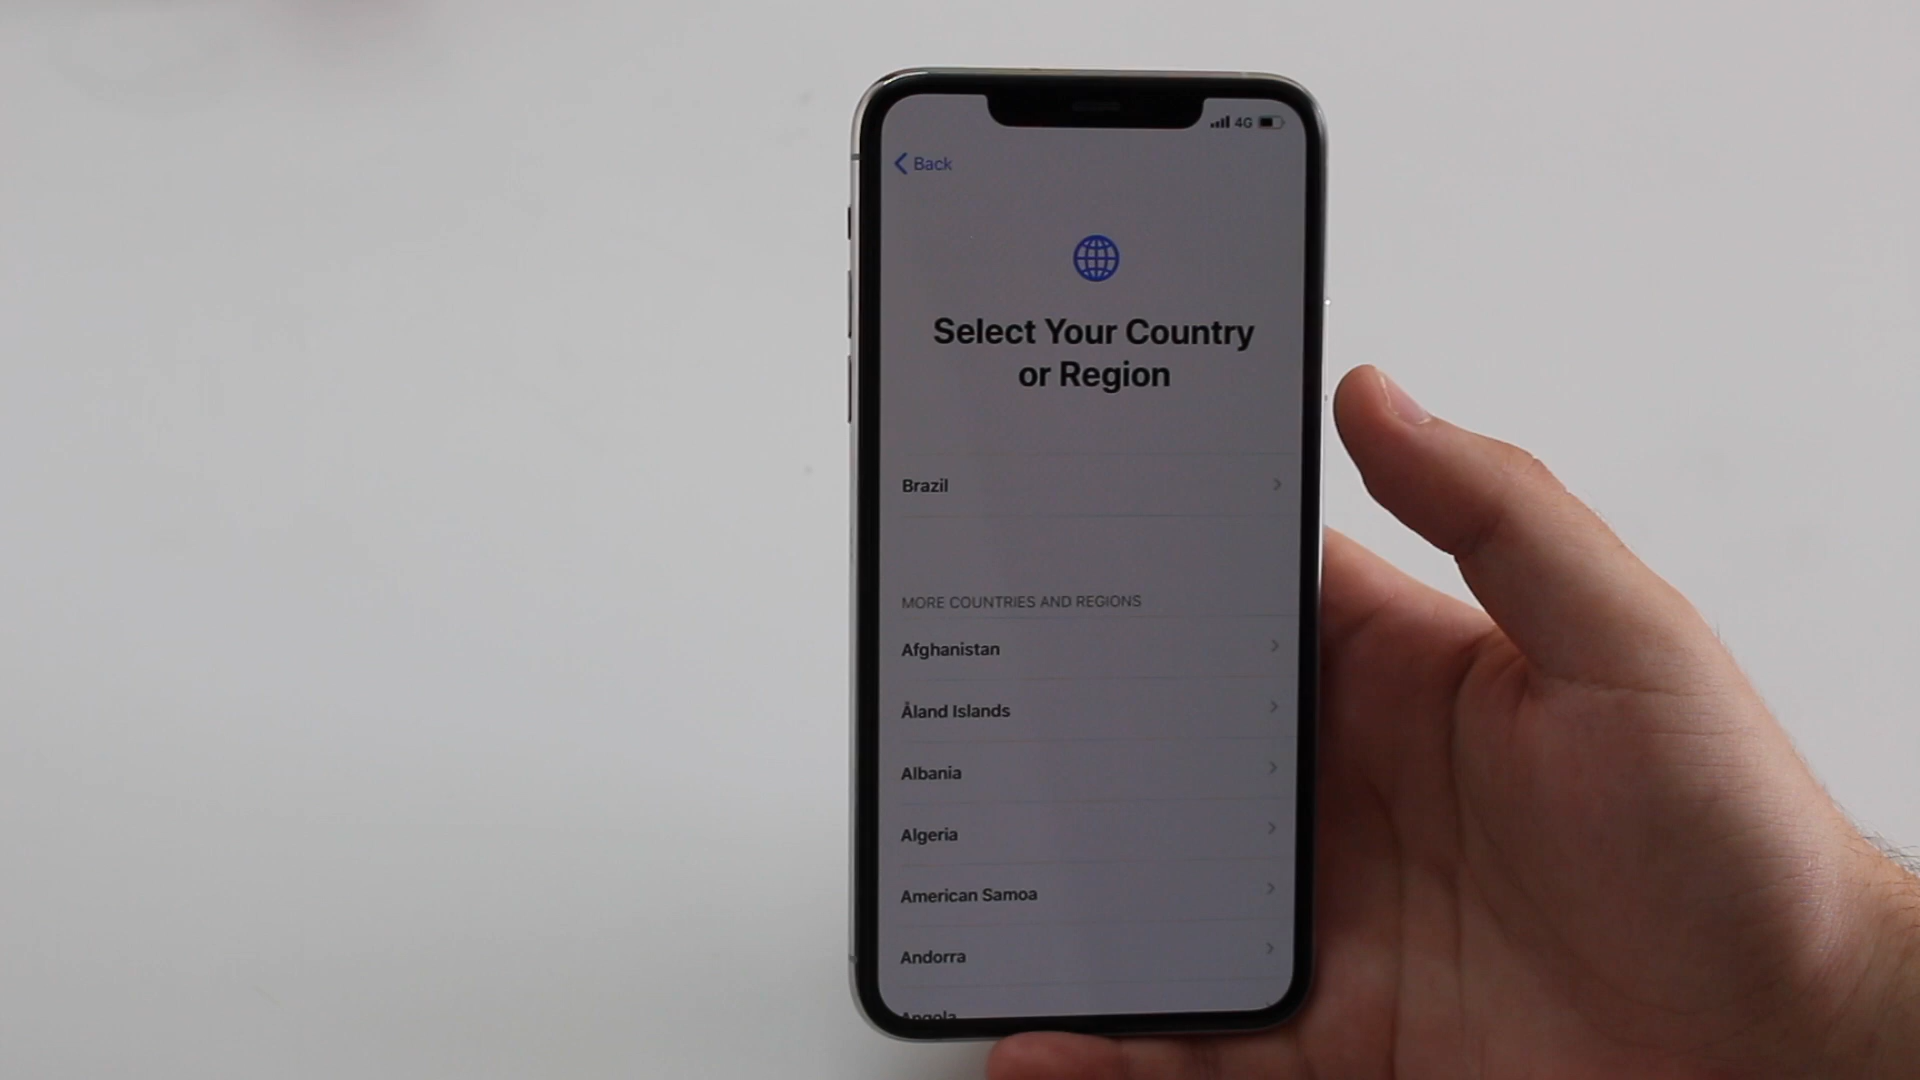 4G
Back
Select Your Country
or Region
Brazil
MORE COUNTRIES AND REGIONS
Afghanistan
Åland Islands
Albania
Algeria
American Samoa
Andorra
Angola